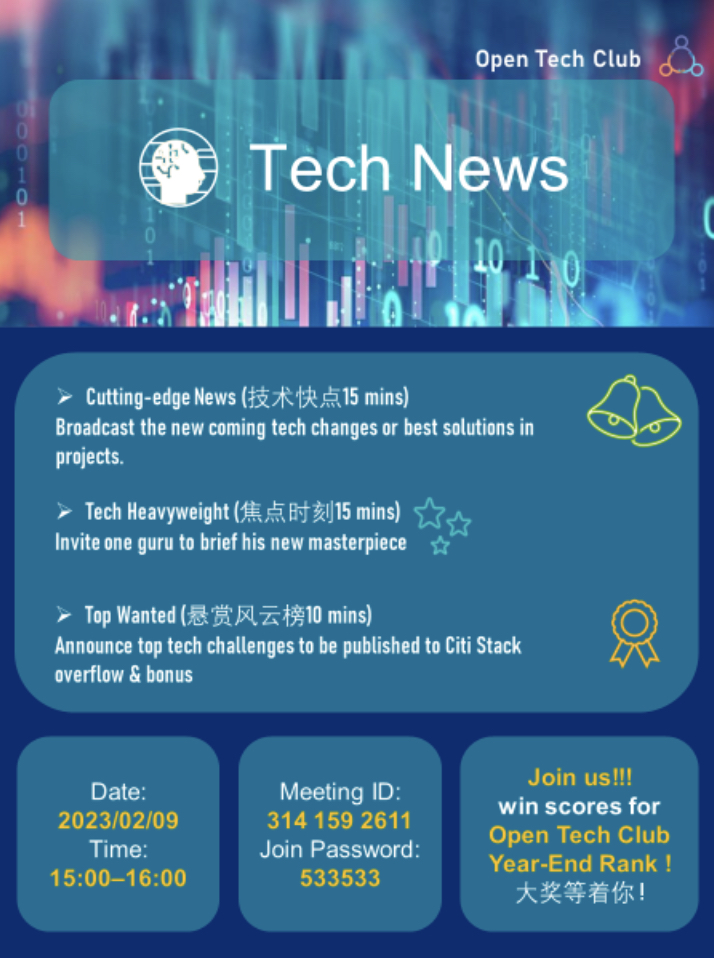 Open Tech Club
Tech News
➢ Cutting-edge News (技术快点15 mins)
Broadcast the new coming tech changes or best solutions in
projects.
➢ Tech Heavyweight (焦点时刻15 mins)
Invite one guru to brief his new masterpiece
➢ Top Wanted (悬赏风云榜10 mins)
Announce top tech challenges to be published to Citi Stack
overflow & bonus
Date:
2023/02/09
Time:
15:00–16:00
Meeting ID:
314 159 2611
Join Password:
533533
Join us!!!
win scores for
Open Tech Club
Year-End Rank !
大奖等着你!